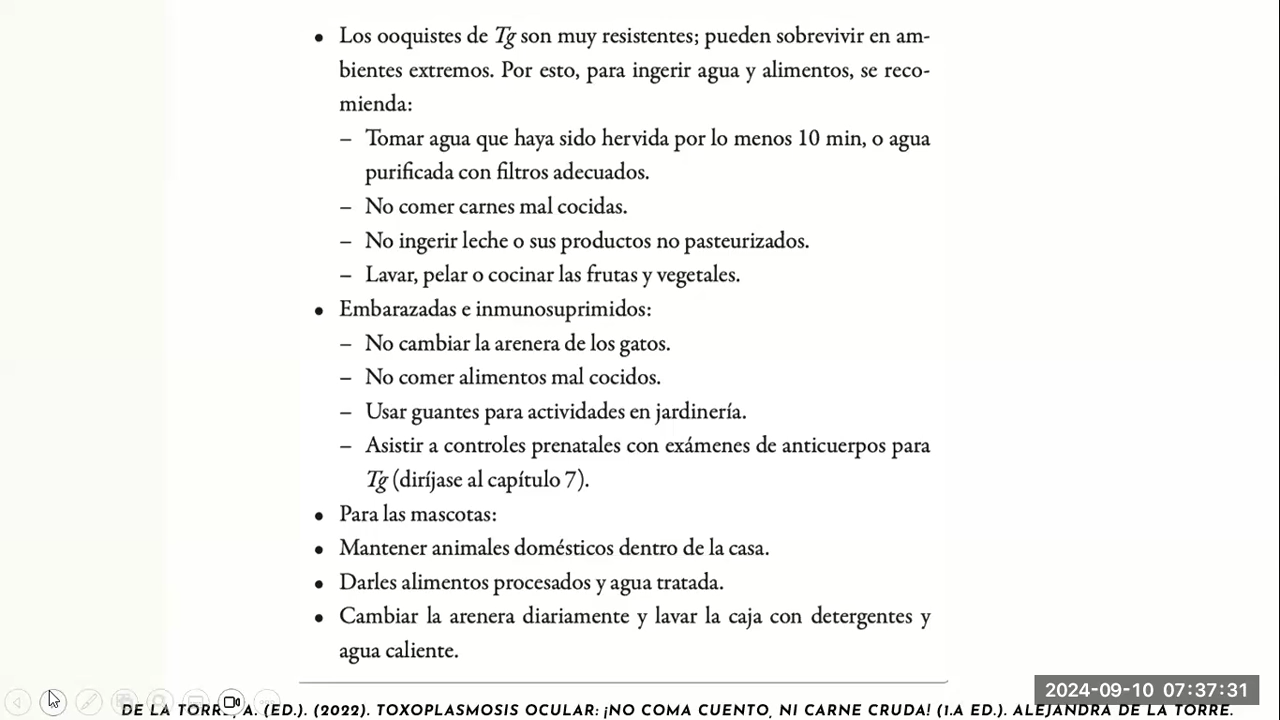 • Los ooquistes de Tg son muy resistentes; pueden sobrevivir en am-
bientes extremos. Por esto, para ingerir agua y alimentos, se reco-
mienda:
– Tomar agua que haya sido hervida por lo menos 10 min, o agua
purificada con filtros adecuados.
– No comer carnes mal cocidas.
– No ingerir leche o sus productos no pasteurizados.
– Lavar, pelar o cocinar las frutas y vegetales.
• Embarazadas e inmunosuprimidos:
– No cambiar la arenera de los gatos.
– No comer alimentos mal cocidos.
– Usar guantes para actividades en jardinería.
– Asistir a controles prenatales con exámenes de anticuerpos para
Tg (diríjase al capítulo 7).
• Para las mascotas:
• Mantener animales domésticos dentro de la casa.
• Darles alimentos procesados y agua tratada.
• Cambiar la arenera diariamente y lavar la caja con detergentes y
agua caliente.
2024-09-10 07:37:31
DE LA TORRE, A. (ED.). (2022). TOXOPLASMOSIS OCULAR: ¡NO COMA CUENTO, NI CARNE CRUDA! (1.A ED.). ALEJANDRA DE LA TORRE.